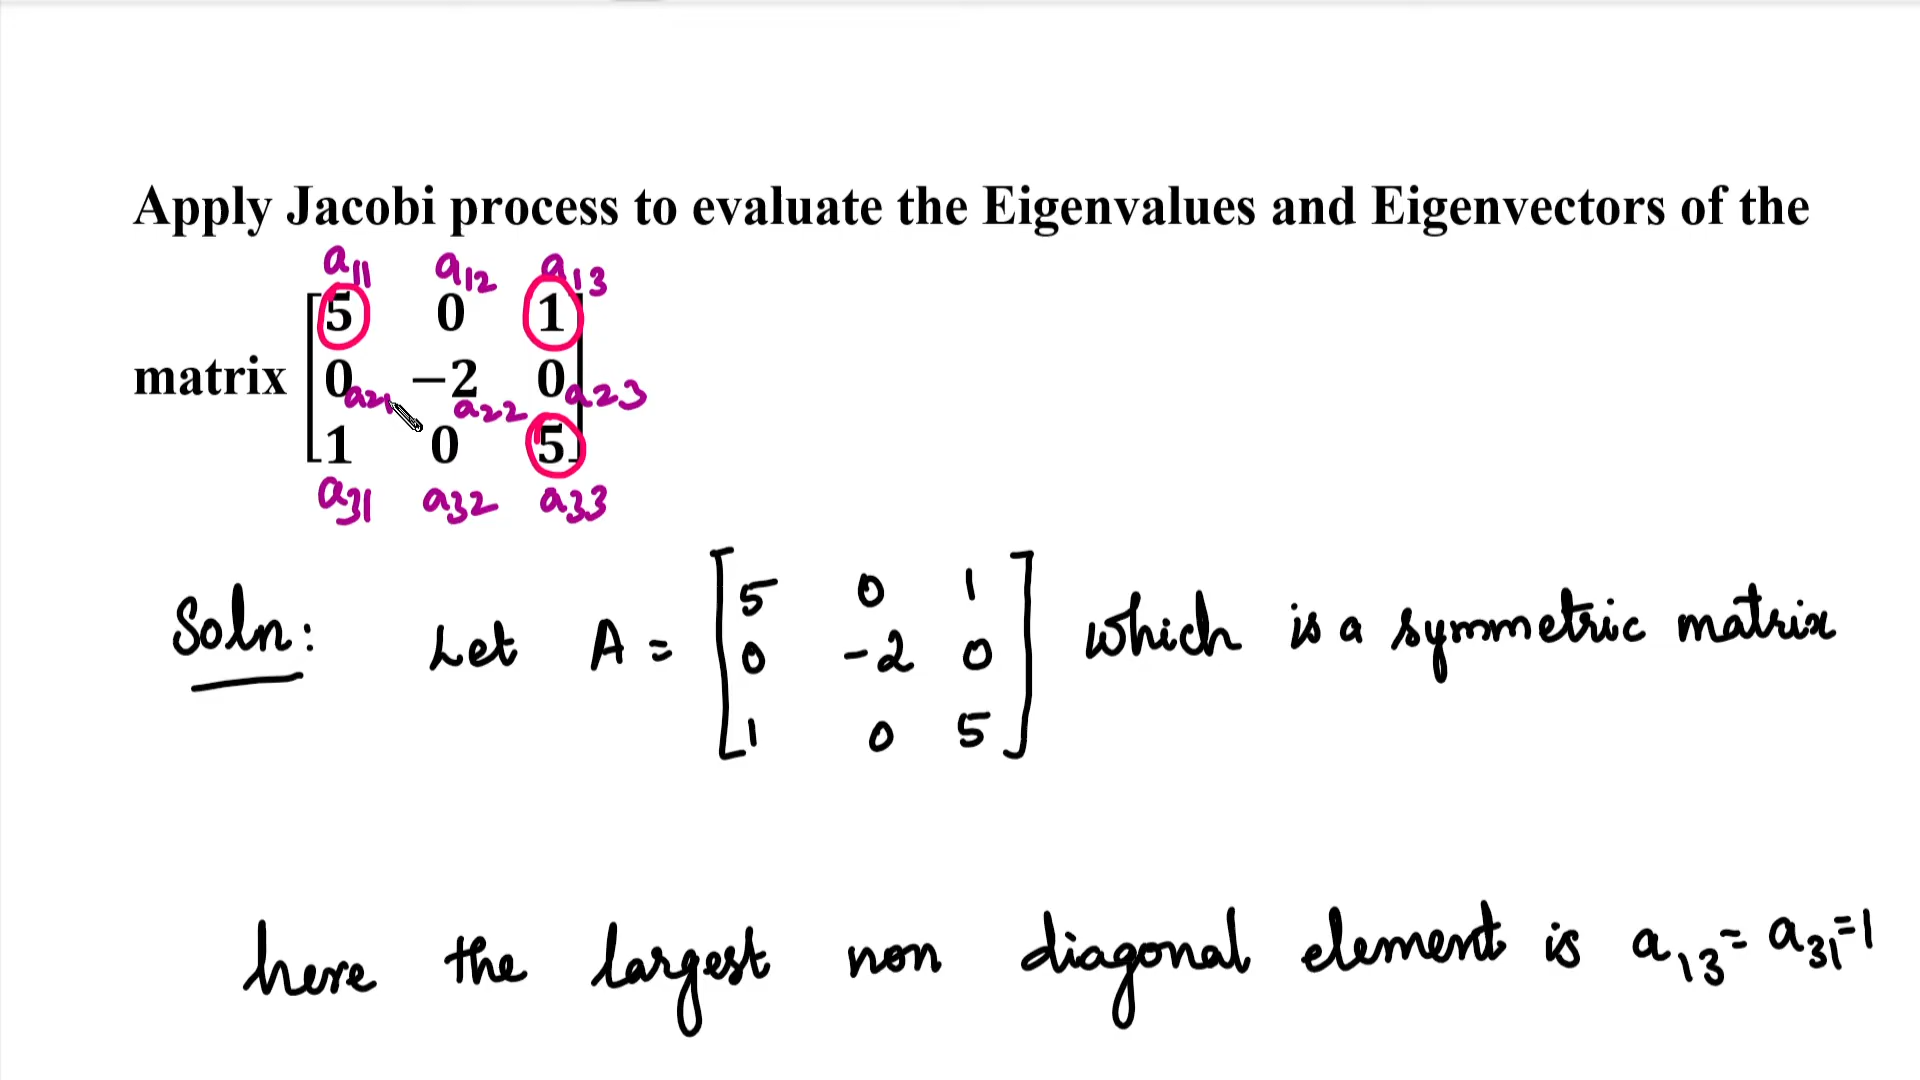 Apply Jacobi process to evaluate the Eigenvalues and Eigenvectors of the
a11 a12 a13
5 0 1
matrix 0 −2 0
a21 a22 a23
1 0 5
a31 a32 a33
Soln: Let A = [5 0 1
0 -2 0
1 0 5] which is a symmetric matrix
here the largest non diagonal element is a13 = a31 = 1